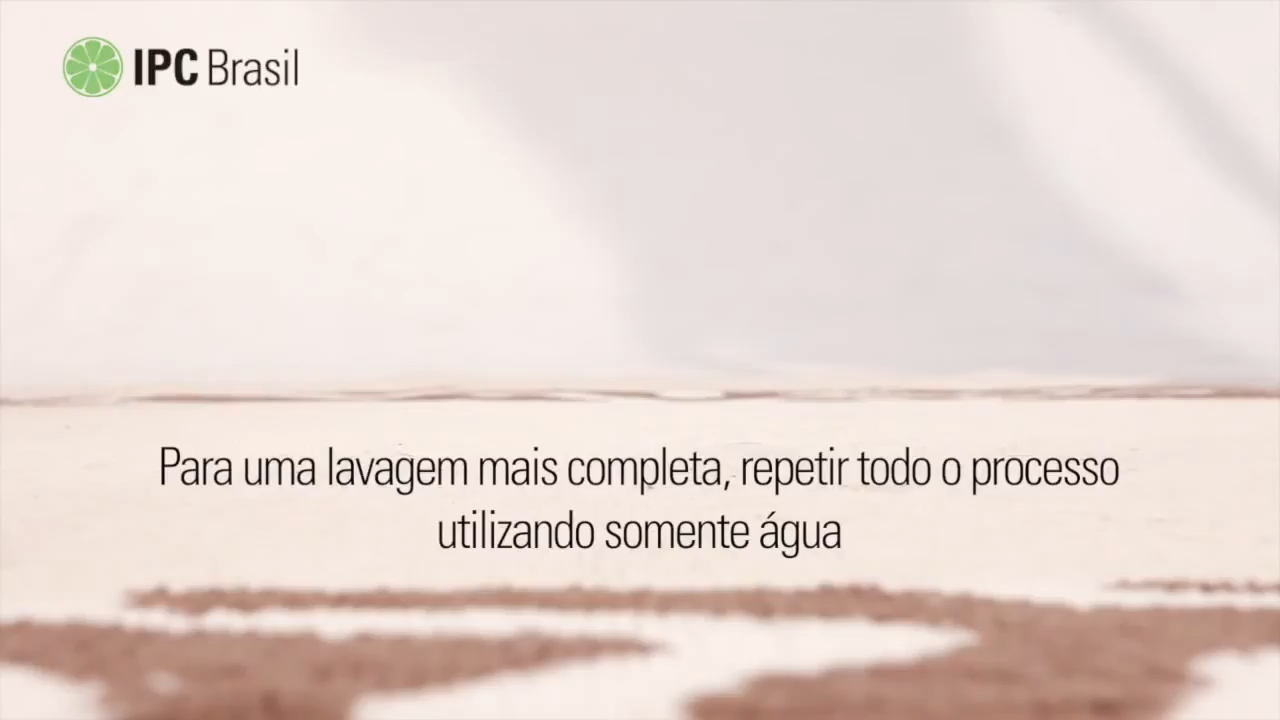 IPC Brasil
Para uma lavagem mais completa, repetir todo o processo
utilizando somente água